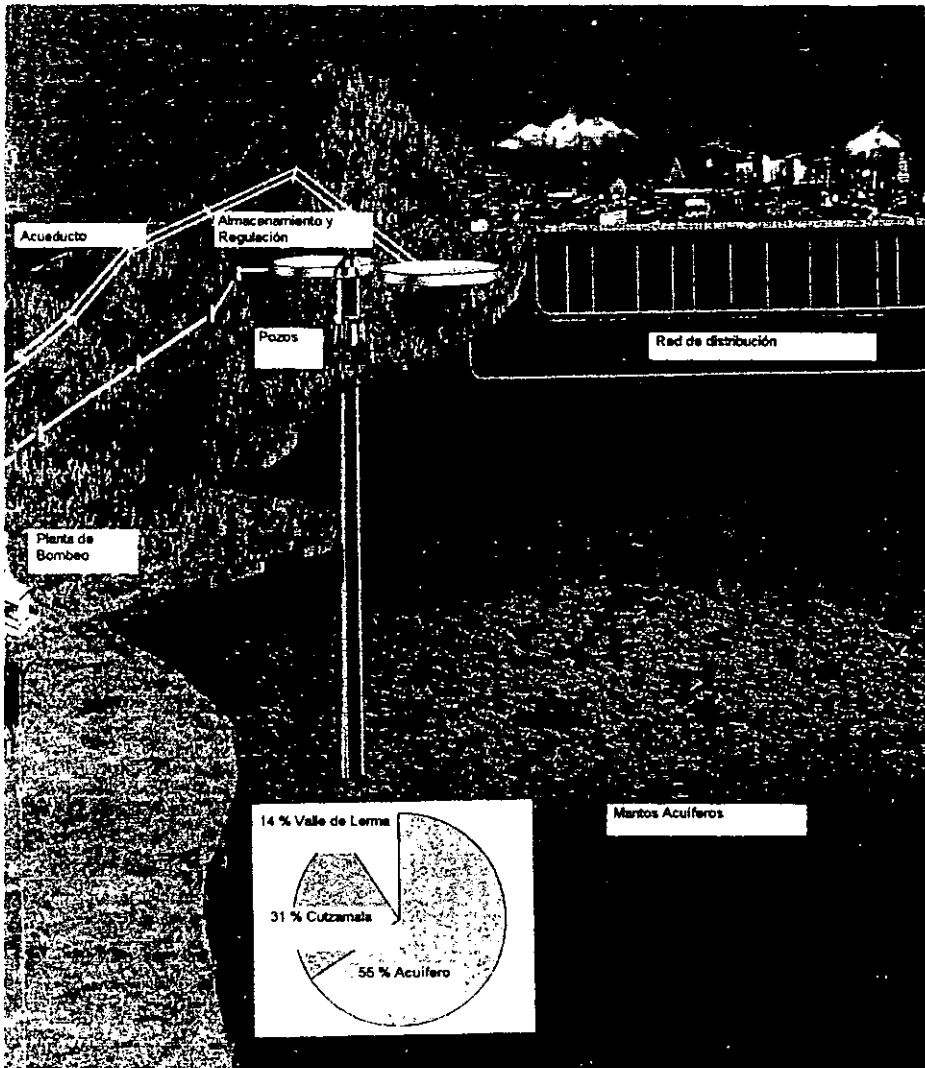 Acueducto
Almacenamiento y
Regulación
Pozos
Red de distribución
Planta de
Bombeo
14 % Valle de Lerma
31 % Cutzamala
55 % Acuífero
Mantos Acuíferos